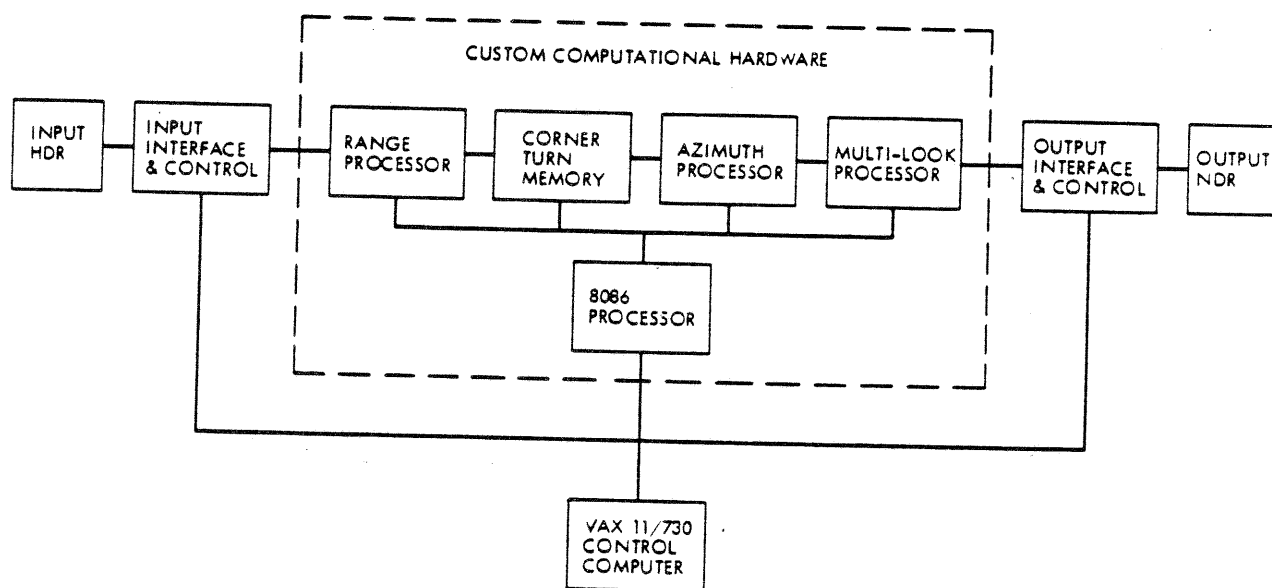 CUSTOM COMPUTATIONAL HARDWARE
INPUT
HDR
INPUT
INTERFACE
& CONTROL
RANGE
PROCESSOR
CORNER
TURN
MEMORY
AZIMUTH
PROCESSOR
MULTI-LOOK
PROCESSOR
OUTPUT
INTERFACE
& CONTROL
OUTPUT
NDR
8086
PROCESSOR
VAX 11/730
CONTROL
COMPUTER